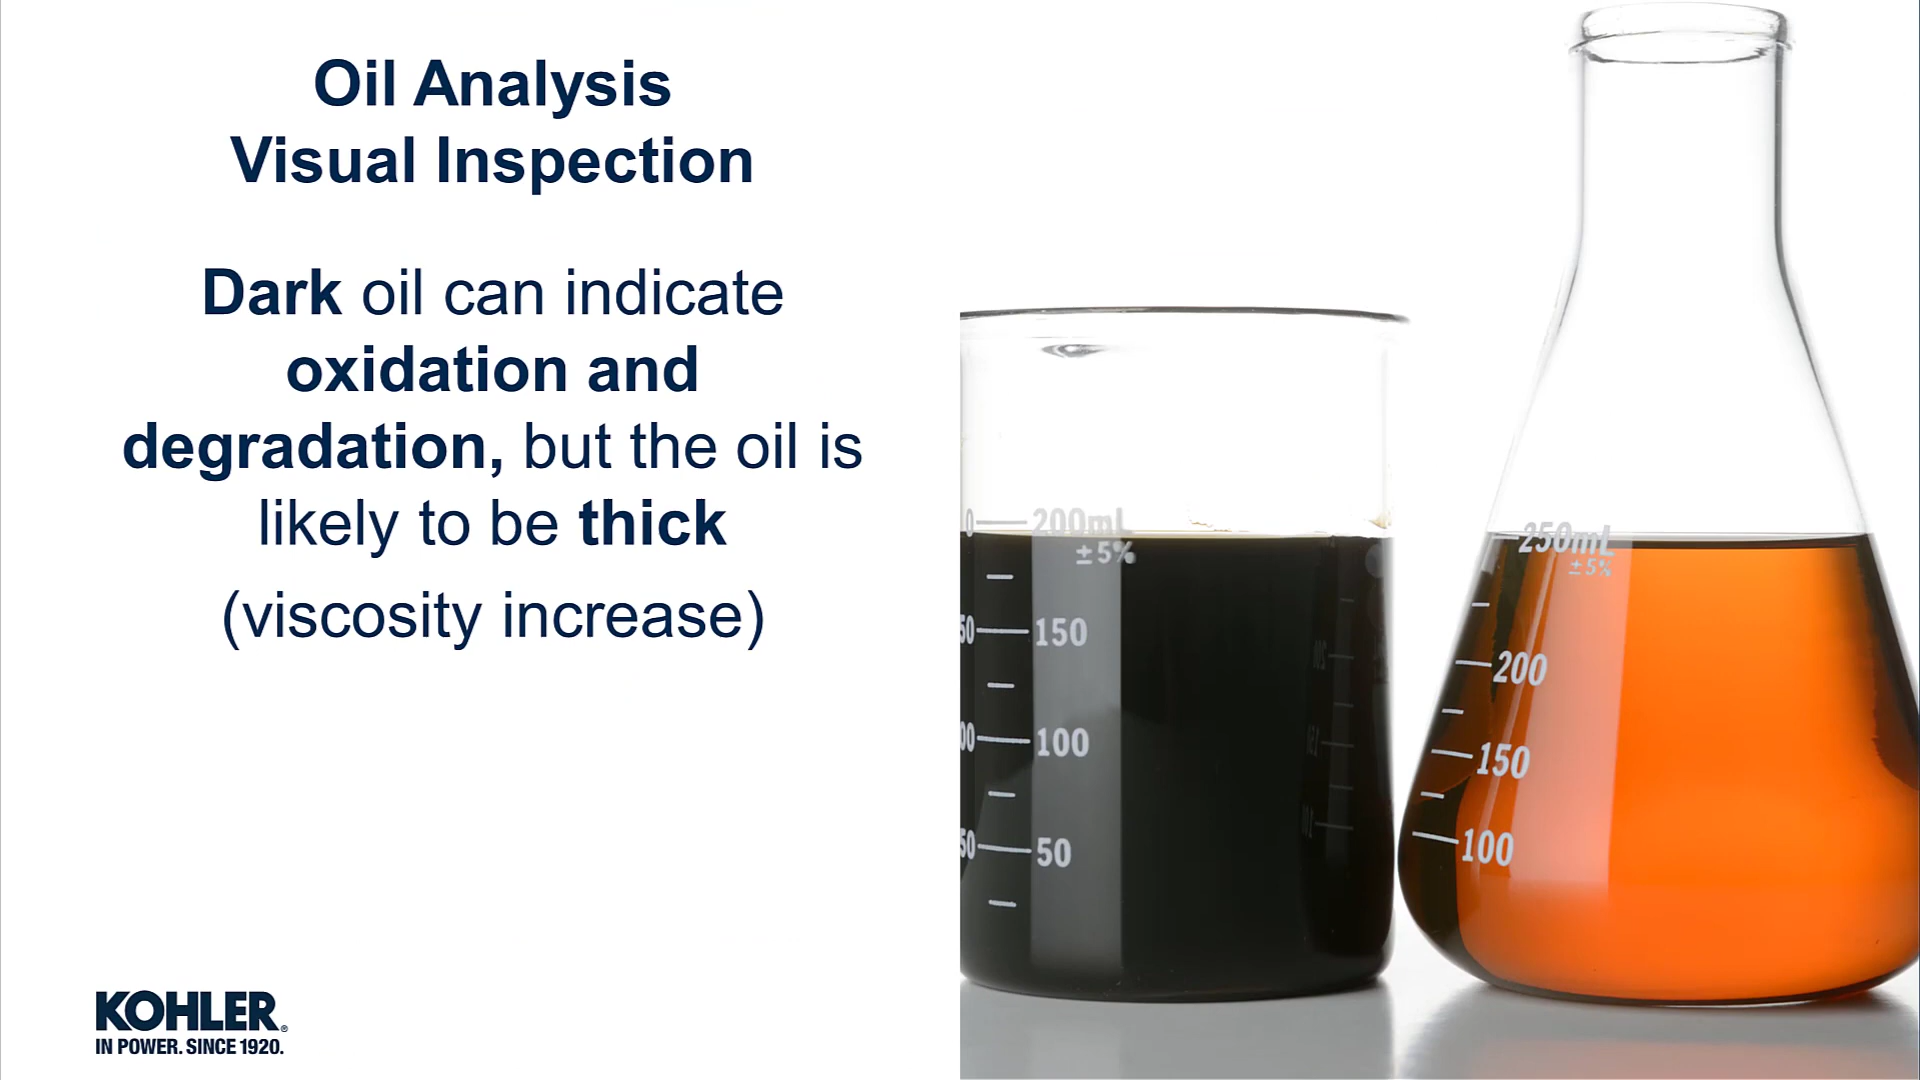 Oil Analysis
Visual Inspection
Dark oil can indicate
oxidation and
degradation, but the oil is
likely to be thick
(viscosity increase)
KOHLER®
IN POWER. SINCE 1920.
200mL
±5%
150
100
50
250mL
±5%
200
150
100